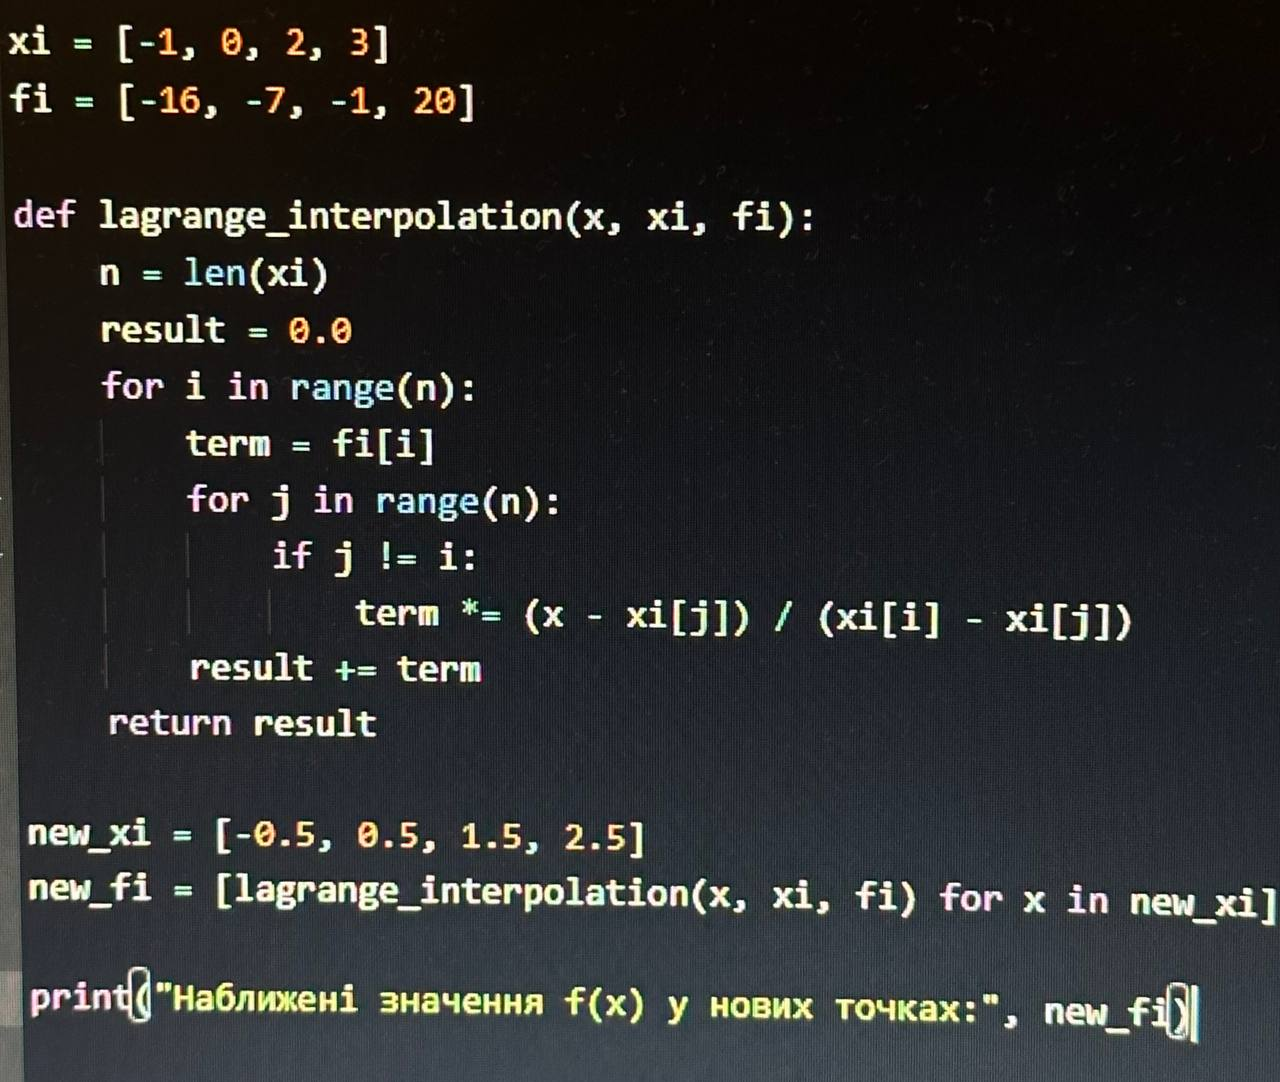 xi = [-1, 0, 2, 3]
fi = [-16, -7, -1, 20]
def lagrange_interpolation(x, xi, fi):
    n = len(xi)
    result = 0.0
    for i in range(n):
        term = fi[i]
        for j in range(n):
            if j != i:
                term *= (x - xi[j]) / (xi[i] - xi[j])
        result += term
    return result
new_xi = [-0.5, 0.5, 1.5, 2.5]
new_fi = [lagrange_interpolation(x, xi, fi) for x in new_xi]
print("Наближені значення f(x) у нових точках:", new_fi)